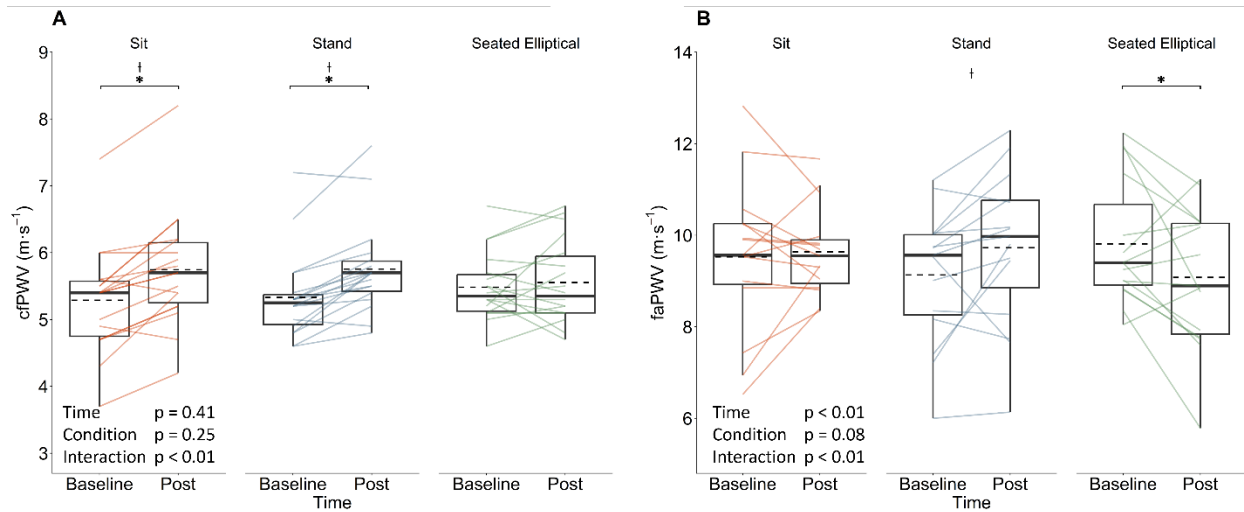 A
Sit
Stand
Seated Elliptical
†
†
*
*
9
8
7
6
5
4
3
cfPWV (m·s⁻¹)
Time p = 0.41
Condition p = 0.25
Interaction p < 0.01
Baseline Post
Baseline Post
Baseline Post
Time
B
Sit
Stand
Seated Elliptical
†
*
14
12
10
8
6
faPWV (m·s⁻¹)
Time p < 0.01
Condition p = 0.08
Interaction p < 0.01
Baseline Post
Baseline Post
Baseline Post
Time